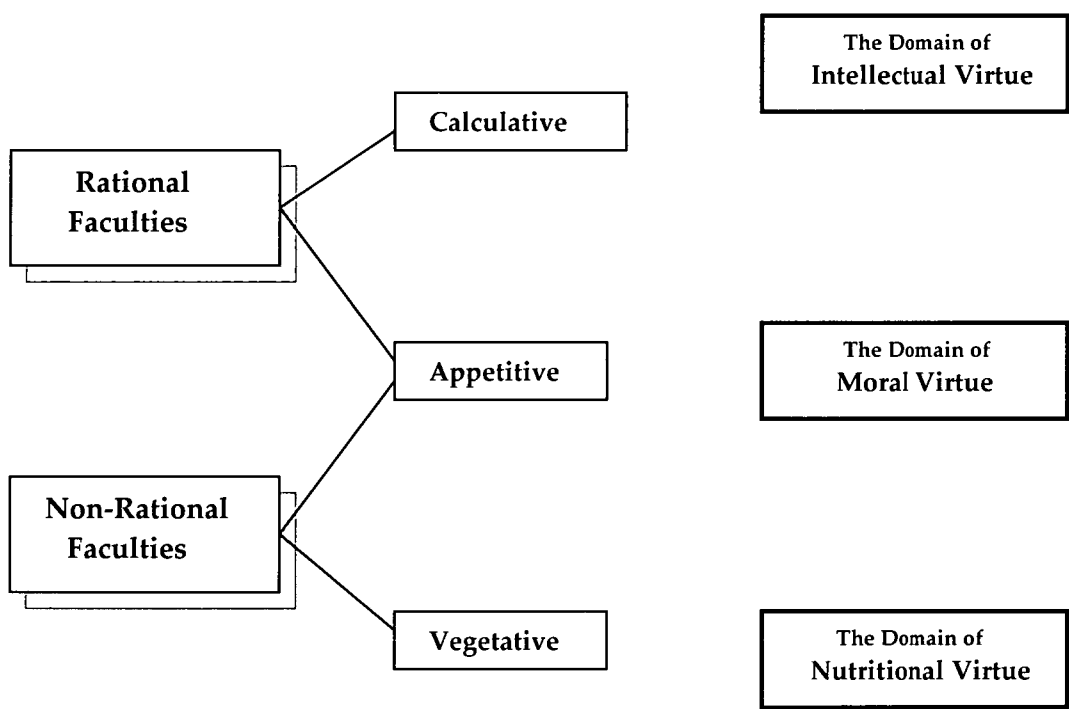 The Domain of
Intellectual Virtue
Calculative
Rational
Faculties
The Domain of
Moral Virtue
Appetitive
Non-Rational
Faculties
Vegetative
The Domain of
Nutritional Virtue